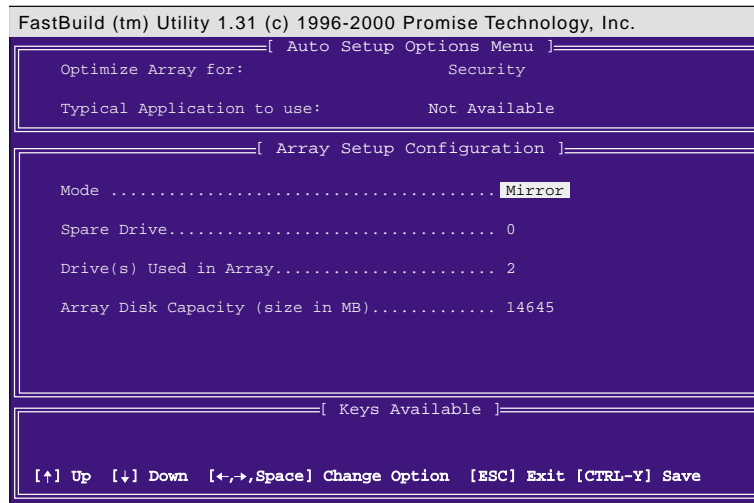 FastBuild (tm) Utility 1.31 (c) 1996-2000 Promise Technology, Inc.
[ Auto Setup Options Menu ]
Optimize Array for: Security
Typical Application to use: Not Available
[ Array Setup Configuration ]
Mode ........................................ Mirror
Spare Drive.................................. 0
Drive(s) Used in Array....................... 2
Array Disk Capacity (size in MB)............. 14645
[ Keys Available ]
[↑] Up [↓] Down [←,→,Space] Change Option [ESC] Exit [CTRL-Y] Save